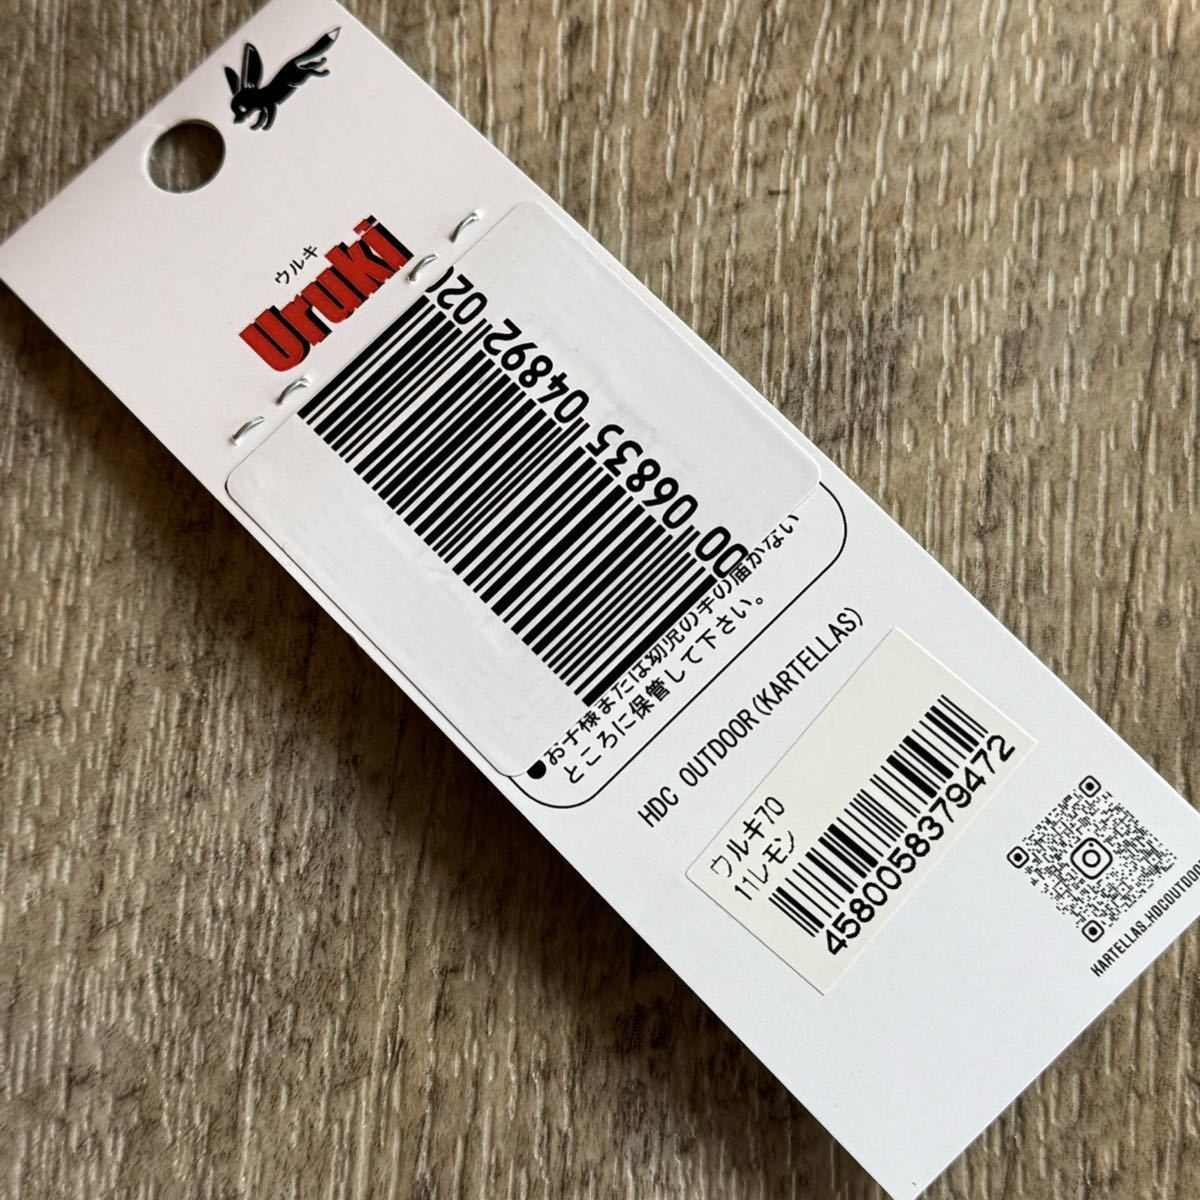 ウルキ
Uruki
00 06835 04892 02
お子様または幼児の手の届かない
ところに保管して下さい。
HDC OUTDOOR(KARTELLAS)
ウルキ70
11レモン
4580058379472
KARTELLAS_HDCOUTDOO